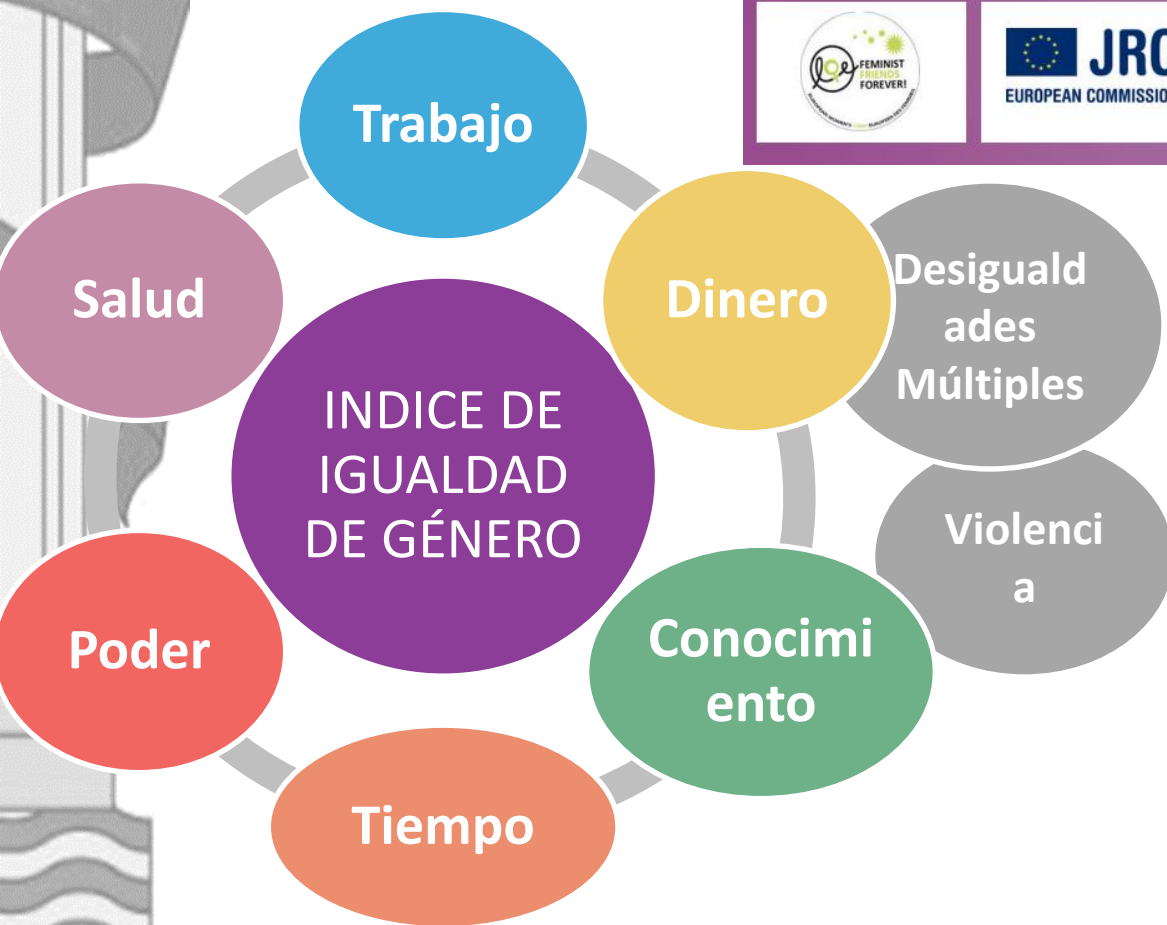 FEMINIST
FRIENDS
FOREVER!
JRC
EUROPEAN COMMISSIO
Trabajo
Salud
Dinero
Desiguald
ades
Múltiples
INDICE DE
IGUALDAD
DE GÉNERO
Violenci
a
Poder
Conocimi
ento
Tiempo